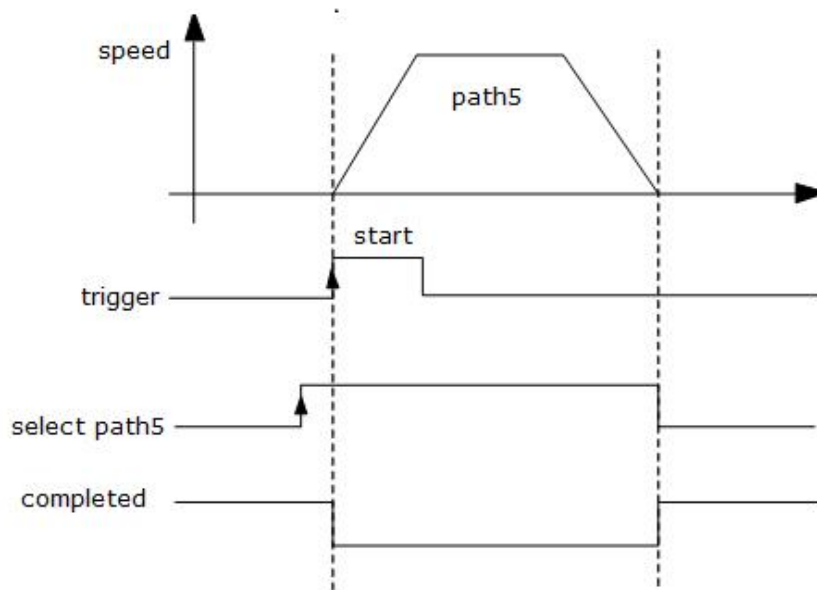 speed
path5
start
trigger
select path5
completed